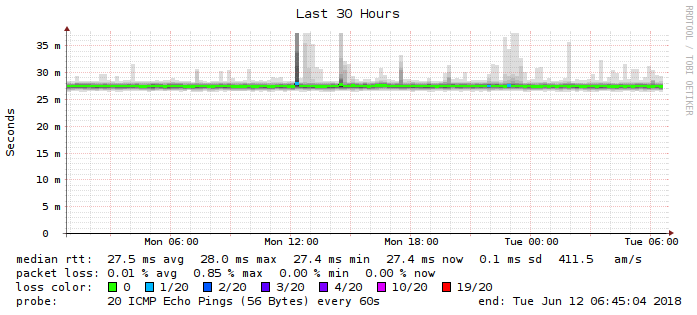 Last 30 Hours
RRDTOOL / TOBI OETIKER
Seconds
35 m
30 m
25 m
20 m
15 m
10 m
5 m
0
Mon 06:00 Mon 12:00 Mon 18:00 Tue 00:00 Tue 06:00
median rtt: 27.5 ms avg 28.0 ms max 27.4 ms min 27.4 ms now 0.1 ms sd 411.5 am/s
packet loss: 0.01 % avg 0.85 % max 0.00 % min 0.00 % now
loss color: 0 1/20 2/20 3/20 4/20 10/20 19/20
probe: 20 ICMP Echo Pings (56 Bytes) every 60s end: Tue Jun 12 06:45:04 2018